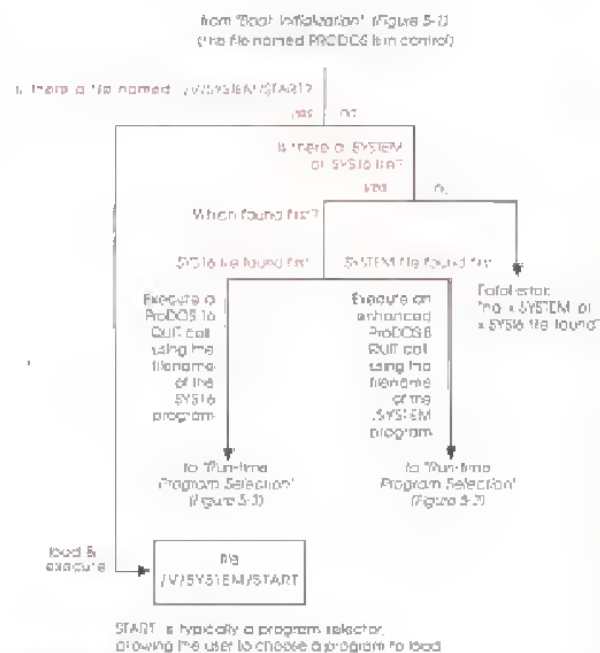 from "Boot Initialization" (Figure 5-1)
(the file named PRODOS is in control)
Is there a file named /V/SYSTEM/START?
yes no
Is there a .SYSTEM
or .SYS16 file?
yes no
Which found first?
.SYS16 file found first .SYSTEM file found first
Fatal error:
"no x.SYSTEM or
x.SYS16 file found"
Execute a
ProDOS 16
QUIT call
using the
filename
of the
.SYS16
program
Execute an
enhanced
ProDOS 8
QUIT call
using the
filename
of the
.SYSTEM
program
to "Run-time
Program Selection"
(Figure 5-3)
to "Run-time
Program Selection"
(Figure 5-3)
load &
execute
file
/V/SYSTEM/START
START is typically a program selector,
allowing the user to choose a program to load